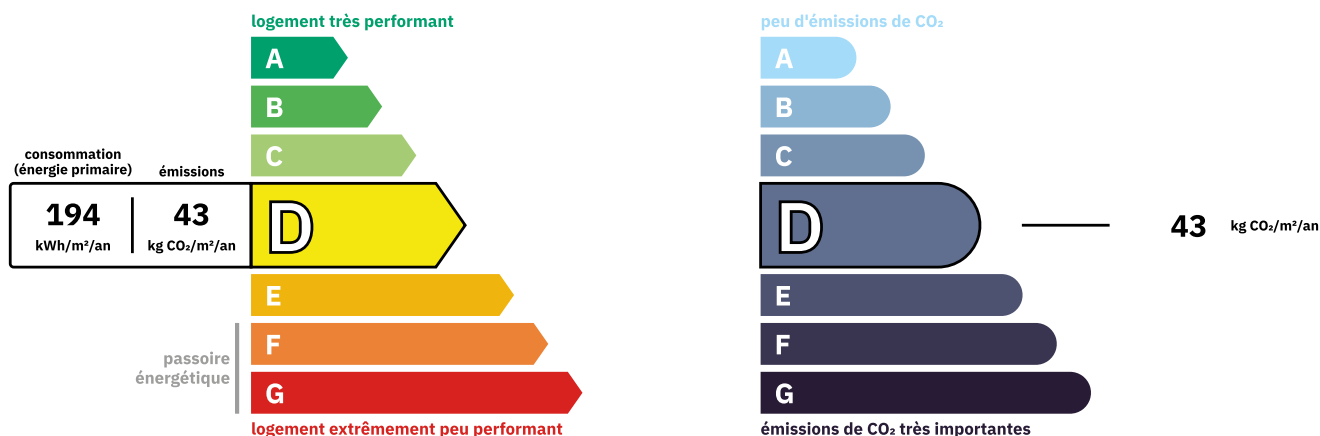 logement très performant
A
B
C
consommation
(énergie primaire)
émissions
194
kWh/m²/an
43
kg CO₂/m²/an
D
E
F
G
passoire
énergétique
logement extrêmement peu performant
peu d'émissions de CO₂
A
B
C
D
43 kg CO₂/m²/an
E
F
G
émissions de CO₂ très importantes